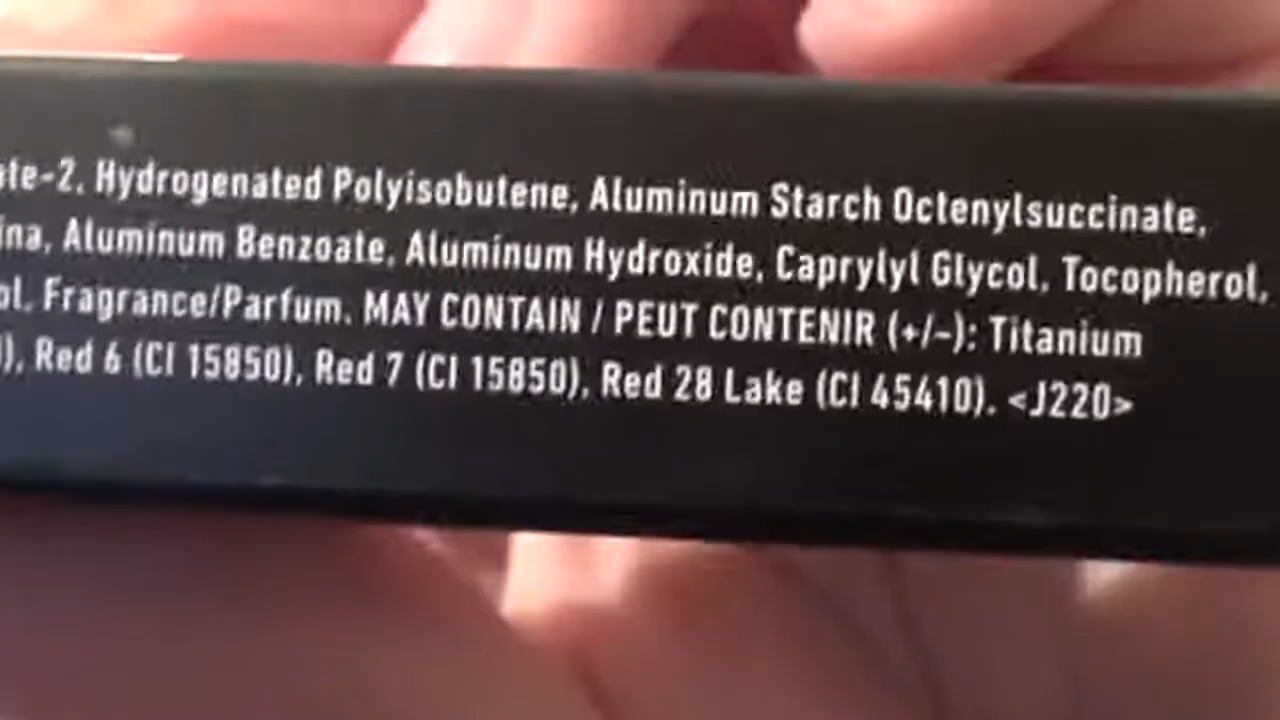 ate-2, Hydrogenated Polyisobutene, Aluminum Starch Octenylsuccinate,
ina, Aluminum Benzoate, Aluminum Hydroxide, Caprylyl Glycol, Tocopherol,
ol, Fragrance/Parfum. MAY CONTAIN / PEUT CONTENIR (+/-): Titanium
), Red 6 (CI 15850), Red 7 (CI 15850), Red 28 Lake (CI 45410). <J220>